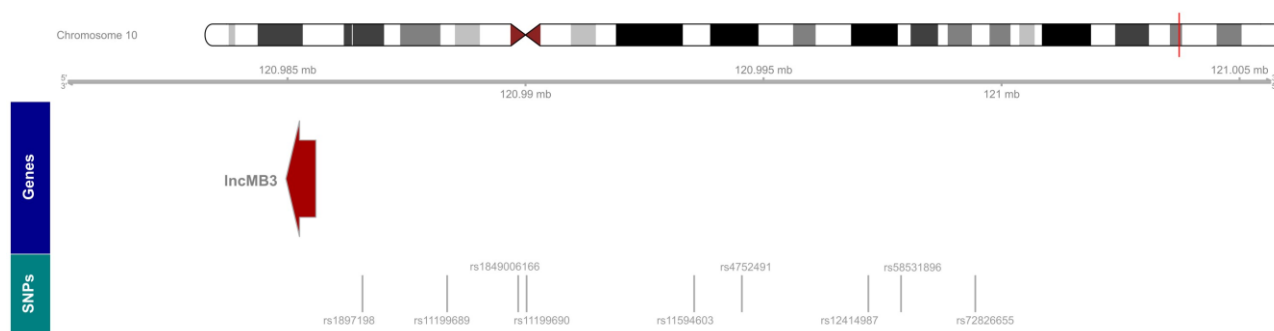 Chromosome 10
120.985 mb
120.995 mb
121.005 mb
5'
3'
120.99 mb
121 mb
Genes
lncMB3
SNPs
rs1849006166
rs4752491
rs58531896
rs1897198
rs11199689
rs11199690
rs11594603
rs12414987
rs72826655